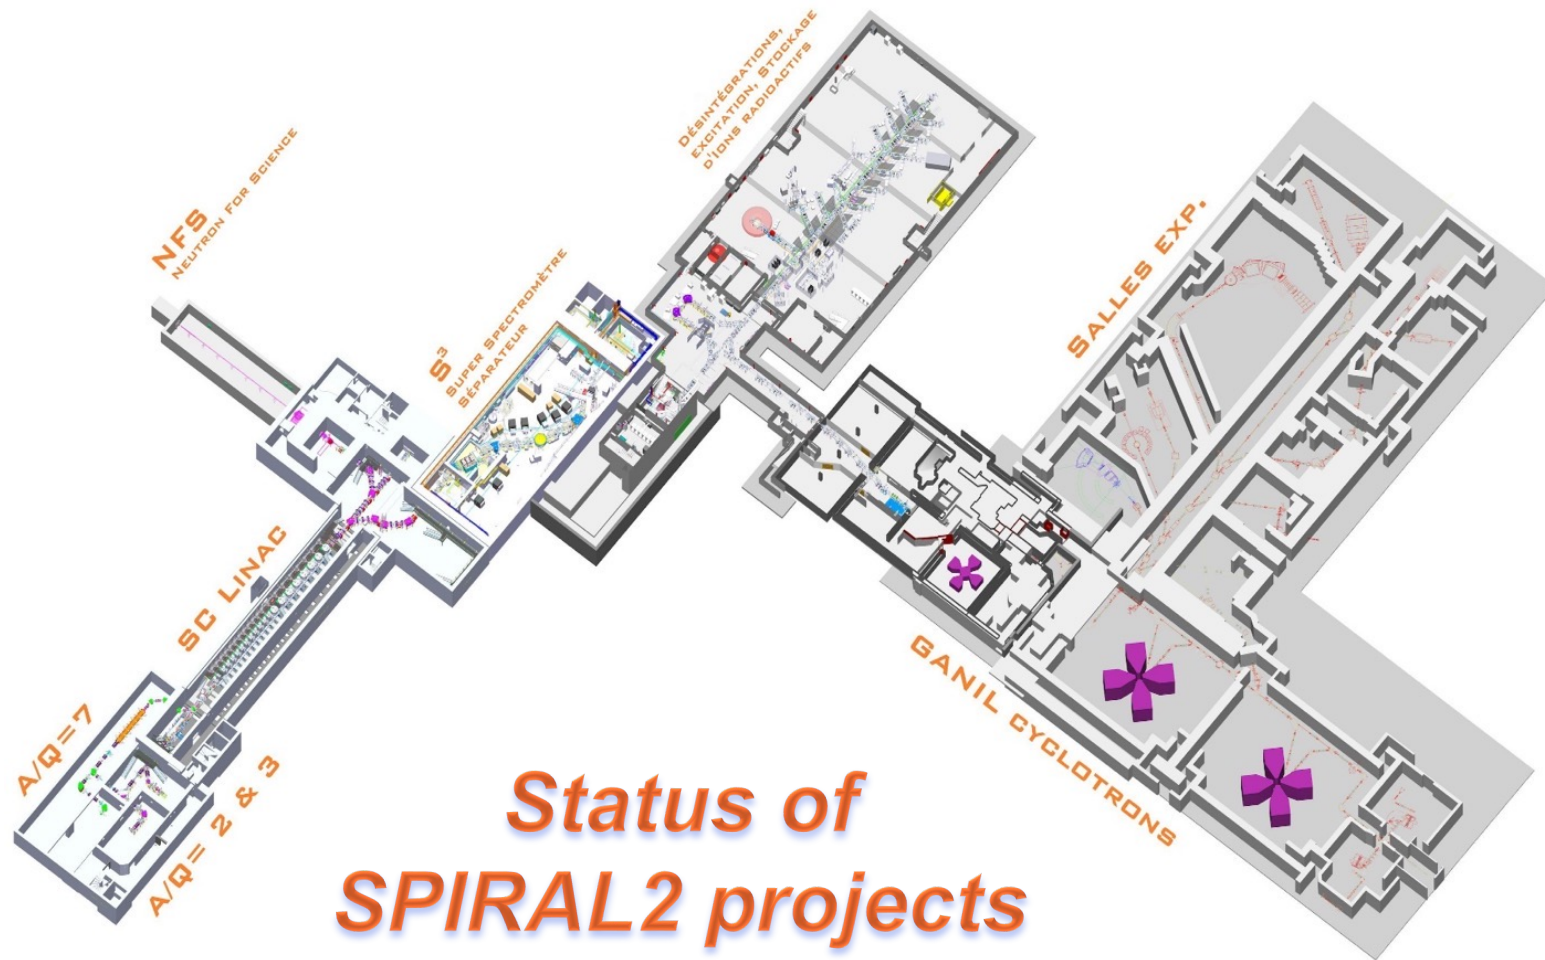 DÉSINTÉGRATIONS,
EXCITATION, STOCKAGE
D'IONS RADIOACTIFS
NFS
NEUTRON FOR SCIENCE
S³
SUPER SPECTROMÈTRE
SÉPARATEUR
SALLES EXP.
SC LINAC
GANIL CYCLOTRONS
A/Q=7
A/Q= 2 & 3
Status of
SPIRAL2 projects